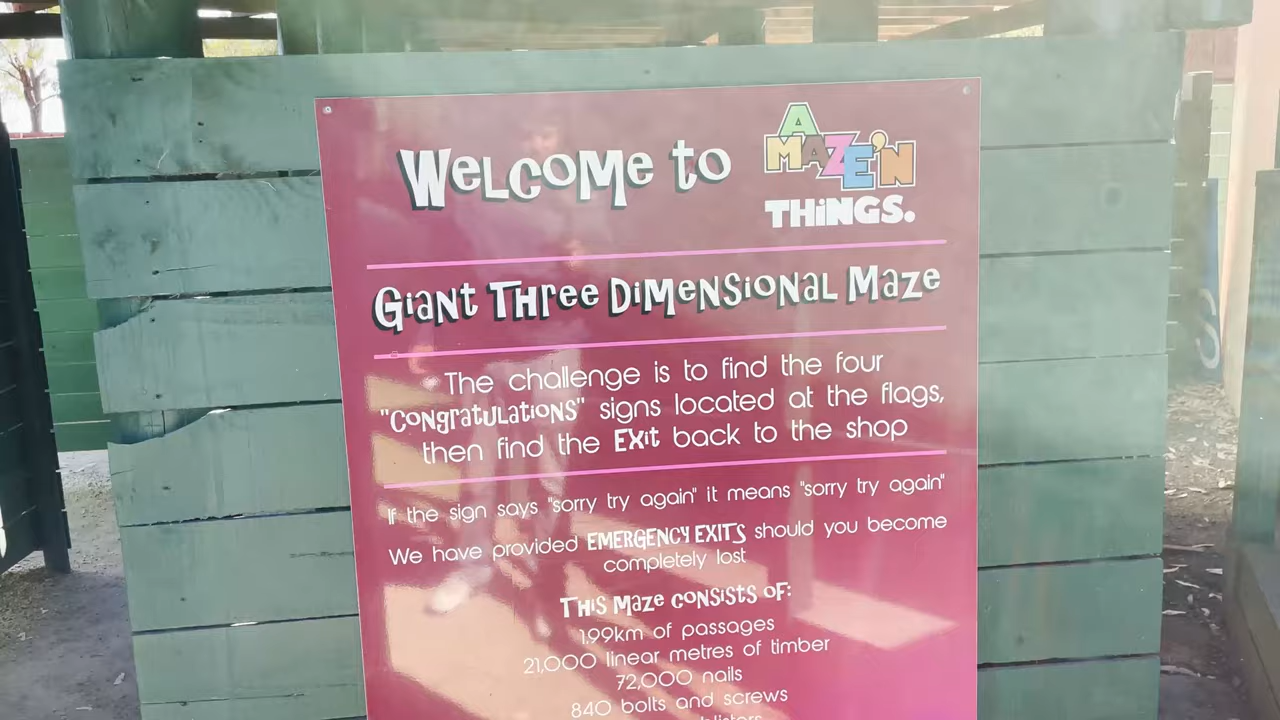 Welcome to
A
MAZE'N
THINGS.
Giant Three Dimensional Maze
The challenge is to find the four
"Congratulations" signs located at the flags,
then find the Exit back to the shop
If the sign says "sorry try again" it means "sorry try again"
We have provided EMERGENCY EXITS should you become
completely lost
This Maze consists of:
1.99km of passages
21,000 linear metres of timber
72,000 nails
840 bolts and screws
blisters